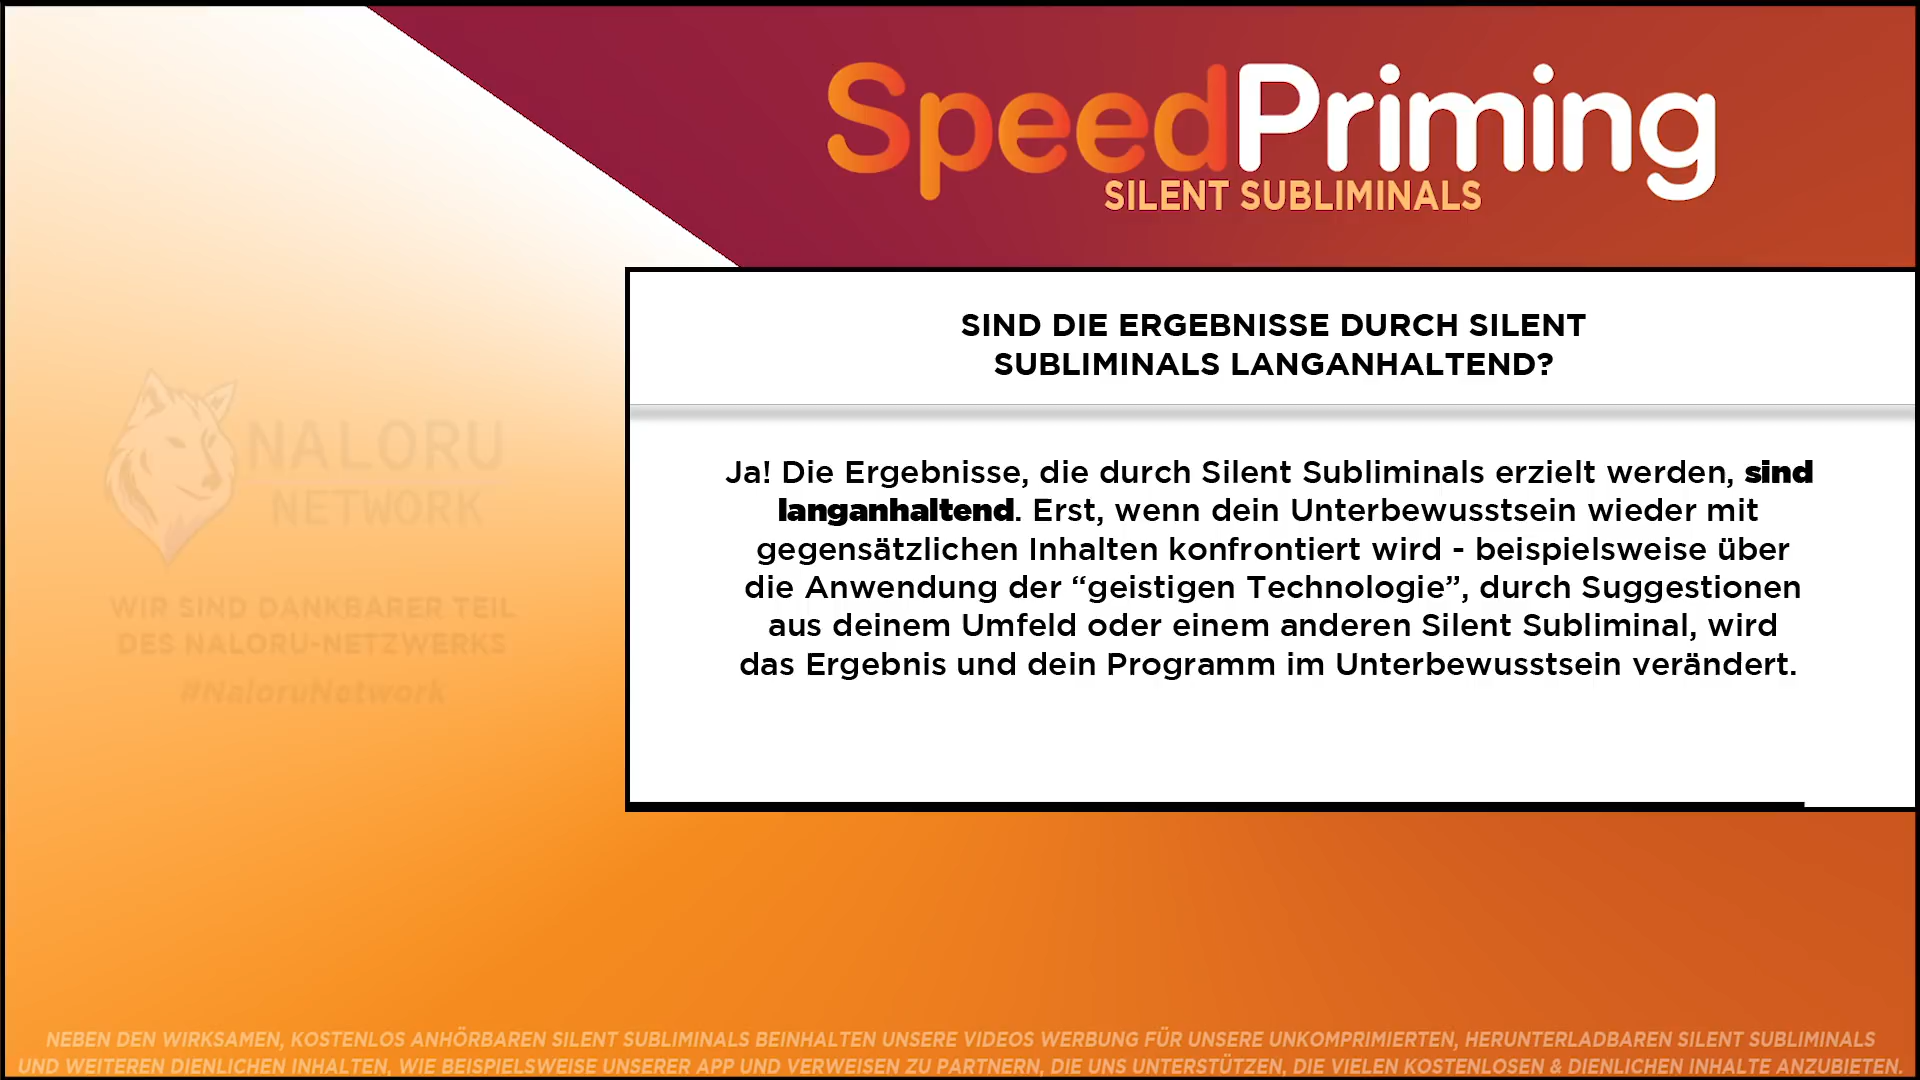 SpeedPriming
SILENT SUBLIMINALS
SIND DIE ERGEBNISSE DURCH SILENT
SUBLIMINALS LANGANHALTEND?
Ja! Die Ergebnisse, die durch Silent Subliminals erzielt werden, sind
langanhaltend. Erst, wenn dein Unterbewusstsein wieder mit
gegensätzlichen Inhalten konfrontiert wird - beispielsweise über
die Anwendung der “geistigen Technologie”, durch Suggestionen
aus deinem Umfeld oder einem anderen Silent Subliminal, wird
das Ergebnis und dein Programm im Unterbewusstsein verändert.
NALORU
NETWORK
WIR SIND DANKBARER TEIL
DES NALORU-NETZWERKS
#NaloruNetwork
NEBEN DEN WIRKSAMEN, KOSTENLOS ANHÖRBAREN SILENT SUBLIMINALS BEINHALTEN UNSERE VIDEOS WERBUNG FÜR UNSERE UNKOMPRIMIERTEN, HERUNTERLADBAREN SILENT SUBLIMINALS
UND WEITEREN DIENLICHEN INHALTEN, WIE BEISPIELSWEISE UNSERER APP UND VERWEISEN ZU PARTNERN, DIE UNS UNTERSTÜTZEN, DIE VIELEN KOSTENLOSEN & DIENLICHEN INHALTE ANZUBIETEN.